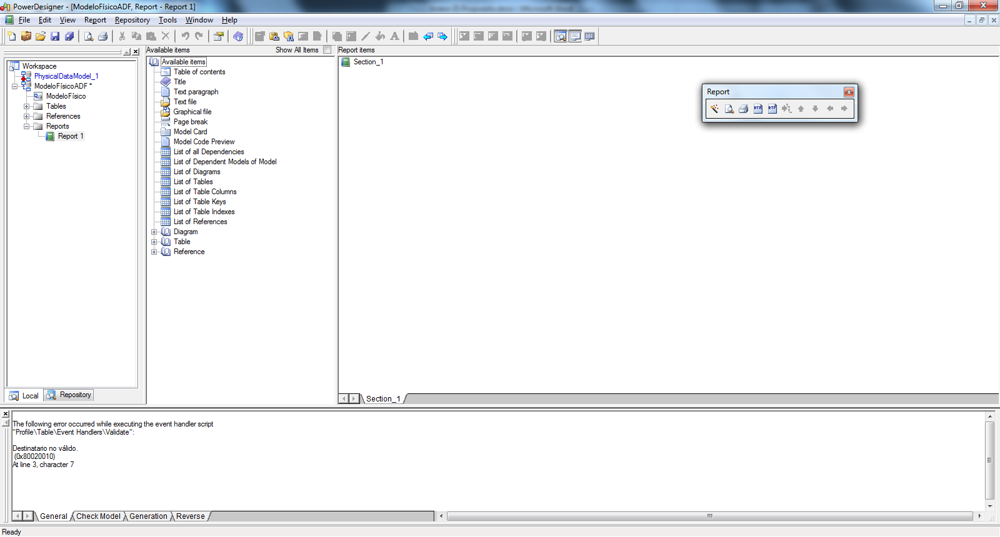 PowerDesigner - [ModeloFísicoADF, Report - Report 1]
File Edit View Report Repository Tools Window Help
Available items Show All Items Report items
Workspace
PhysicalDataModel_1
ModeloFísicoADF *
ModeloFísico
Tables
References
Reports
Report 1
Local Repository
Available items
Table of contents
Title
Text paragraph
Text file
Graphical file
Page break
Model Card
Model Code Preview
List of all Dependencies
List of Dependent Models of Model
List of Diagrams
List of Tables
List of Table Columns
List of Table Keys
List of Table Indexes
List of References
Diagram
Table
Reference
Section_1
Report
HTM RTF
Section_1
The following error occurred while executing the event handler script
"Profile\Table\Event Handlers\Validate":
Destinatario no válido.
(0x80020010)
At line 3, character 7
General Check Model Generation Reverse
Ready